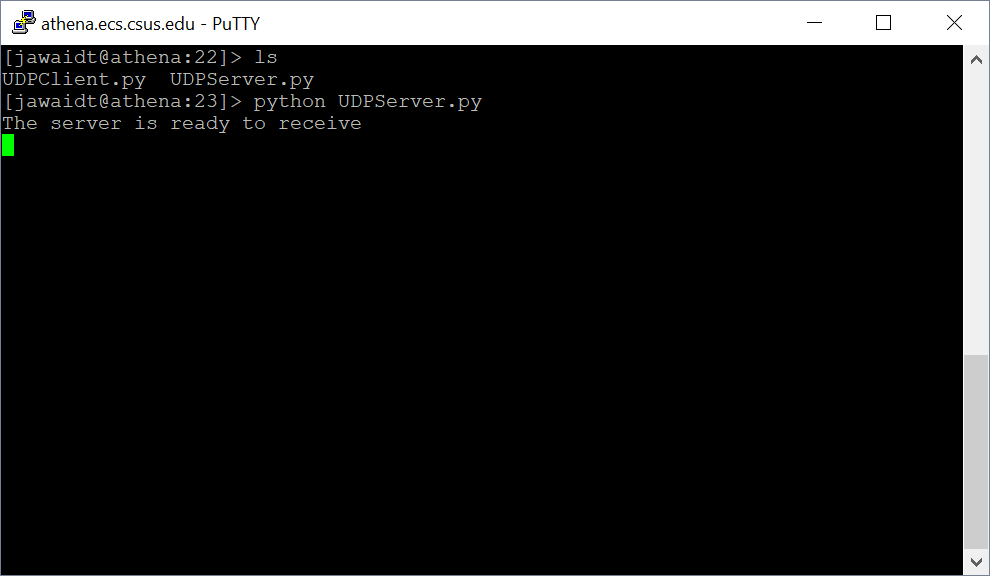 athena.ecs.csus.edu - PuTTY
[jawaidt@athena:22]> ls
UDPClient.py  UDPServer.py
[jawaidt@athena:23]> python UDPServer.py
The server is ready to receive